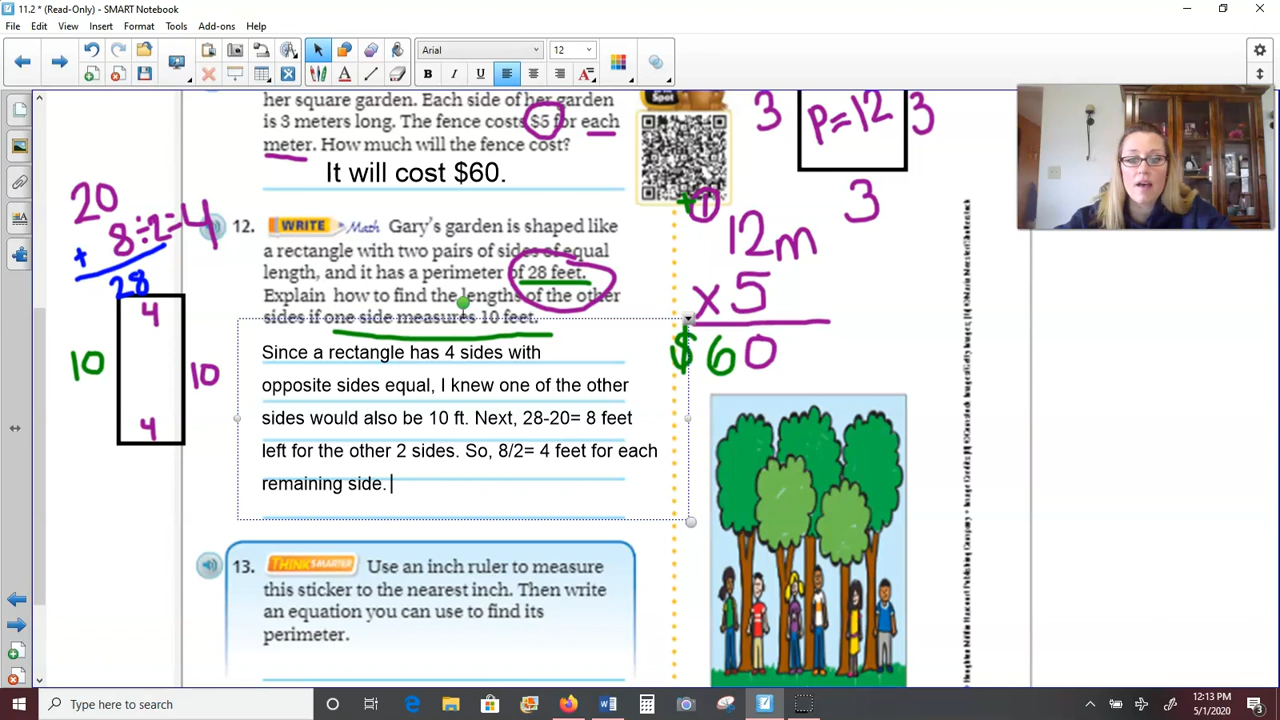 11.2 * (Read-Only) - SMART Notebook
File Edit View Insert Format Tools Add-ons Help
Arial 12
B I U
her square garden. Each side of her garden
is 3 meters long. The fence costs $5 for each
meter. How much will the fence cost?
It will cost $60.
Spot
3
P=12
3
3
20
8÷2=4
+
28
4
10
10
4
12. WRITE Math Gary's garden is shaped like
a rectangle with two pairs of sides of equal
length, and it has a perimeter of 28 feet.
Explain how to find the lengths of the other
sides if one side measures 10 feet.
+1
12m
x5
$60
Since a rectangle has 4 sides with
opposite sides equal, I knew one of the other
sides would also be 10 ft. Next, 28-20= 8 feet
left for the other 2 sides. So, 8/2= 4 feet for each
remaining side.
13. THINK SMARTER Use an inch ruler to measure
this sticker to the nearest inch. Then write
an equation you can use to find its
perimeter.
Type here to search
12:13 PM
5/1/2020